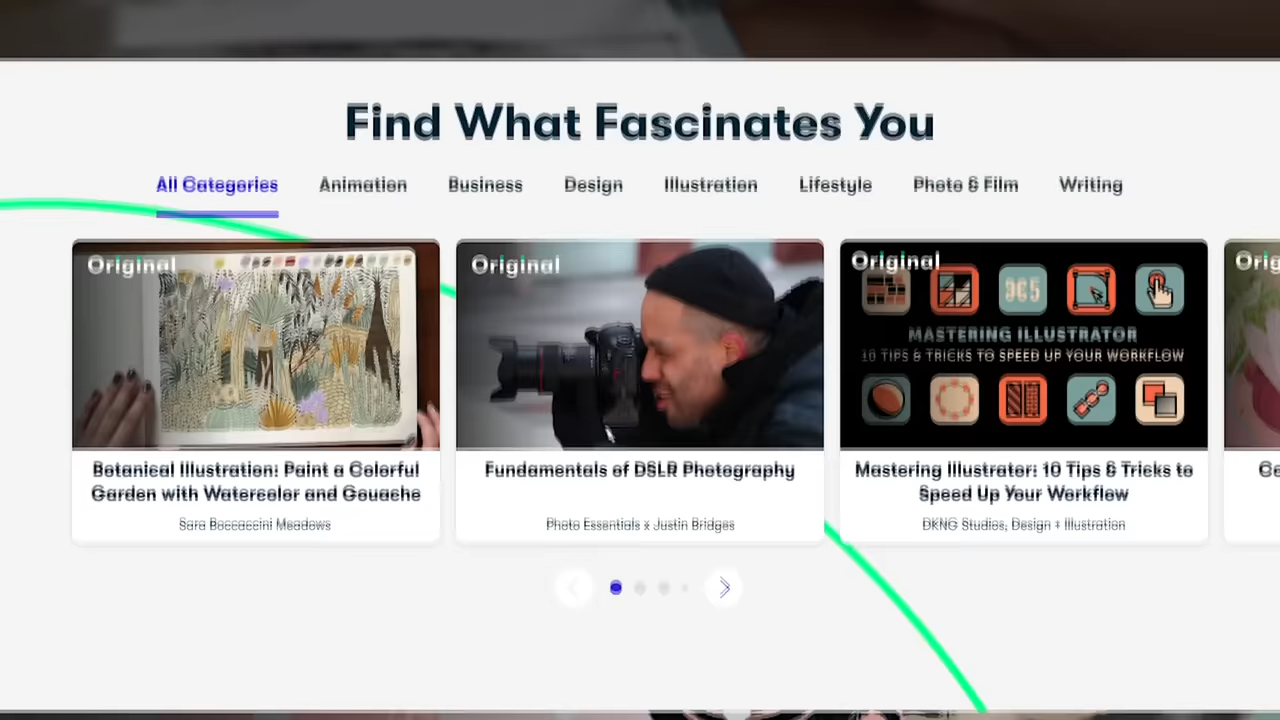 Find What Fascinates You
All Categories Animation Business Design Illustration Lifestyle Photo & Film Writing
Original
Original
Original
MASTERING ILLUSTRATOR
10 TIPS & TRICKS TO SPEED UP YOUR WORKFLOW
Botanical Illustration: Paint a Colorful
Garden with Watercolor and Gouache
Sara Boccaccini Meadows
Fundamentals of DSLR Photography
Photo Essentials x Justin Bridges
Mastering Illustrator: 10 Tips & Tricks to
Speed Up Your Workflow
DKNG Studios, Design + Illustration